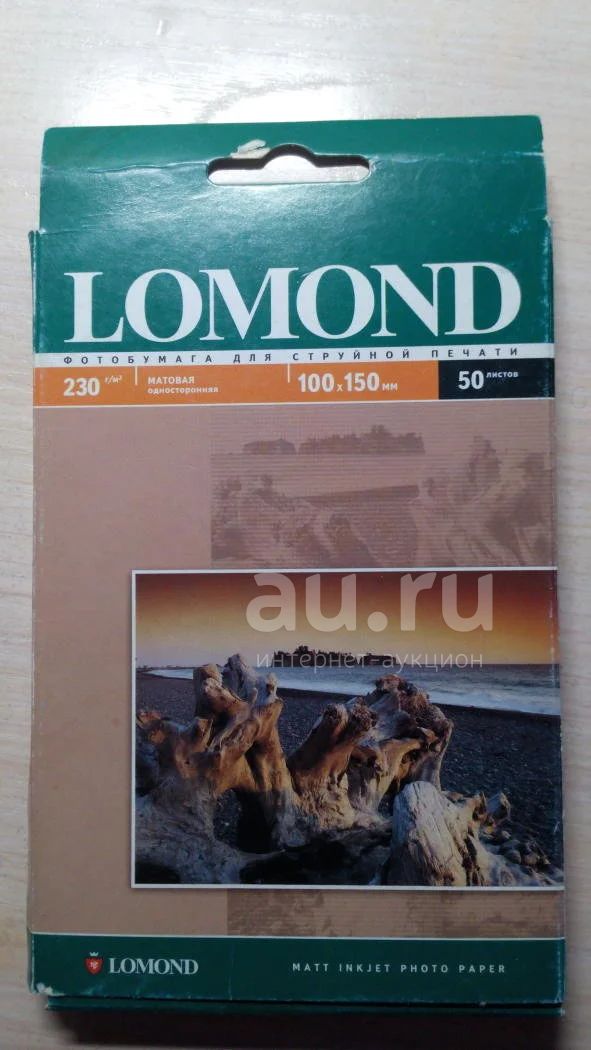 LOMOND
ФОТОБУМАГА ДЛЯ СТРУЙНОЙ ПЕЧАТИ
230 г/м² МАТОВАЯ односторонняя 100x150 мм 50 листов
au.ru
интернет-аукцион
LOMOND MATT INKJET PHOTO PAPER